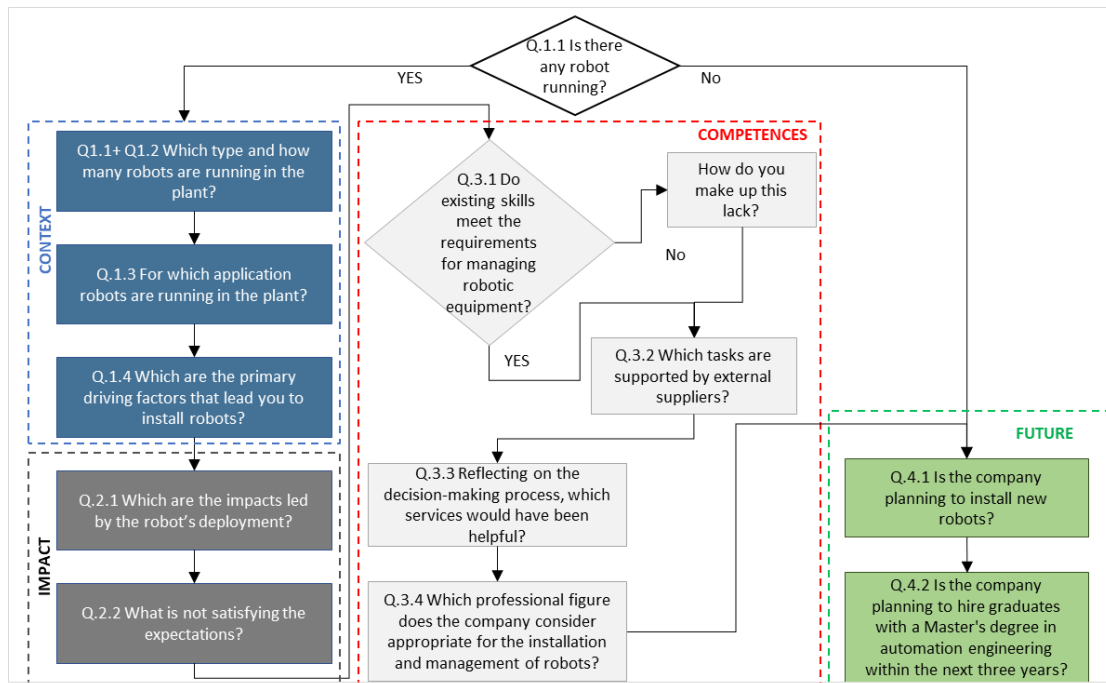 Q.1.1 Is there
any robot
running?
YES
No
CONTEXT
Q1.1+ Q1.2 Which type and how
many robots are running in the
plant?
Q.1.3 For which application
robots are running in the plant?
Q.1.4 Which are the primary
driving factors that lead you to
install robots?
IMPACT
Q.2.1 Which are the impacts led
by the robot’s deployment?
Q.2.2 What is not satisfying the
expectations?
COMPETENCES
Q.3.1 Do
existing skills
meet the
requirements
for managing
robotic
equipment?
No
YES
How do you
make up this
lack?
Q.3.2 Which tasks are
supported by external
suppliers?
Q.3.3 Reflecting on the
decision-making process, which
services would have been
helpful?
Q.3.4 Which professional figure
does the company consider
appropriate for the installation
and management of robots?
FUTURE
Q.4.1 Is the company
planning to install new
robots?
Q.4.2 Is the company
planning to hire graduates
with a Master's degree in
automation engineering
within the next three years?